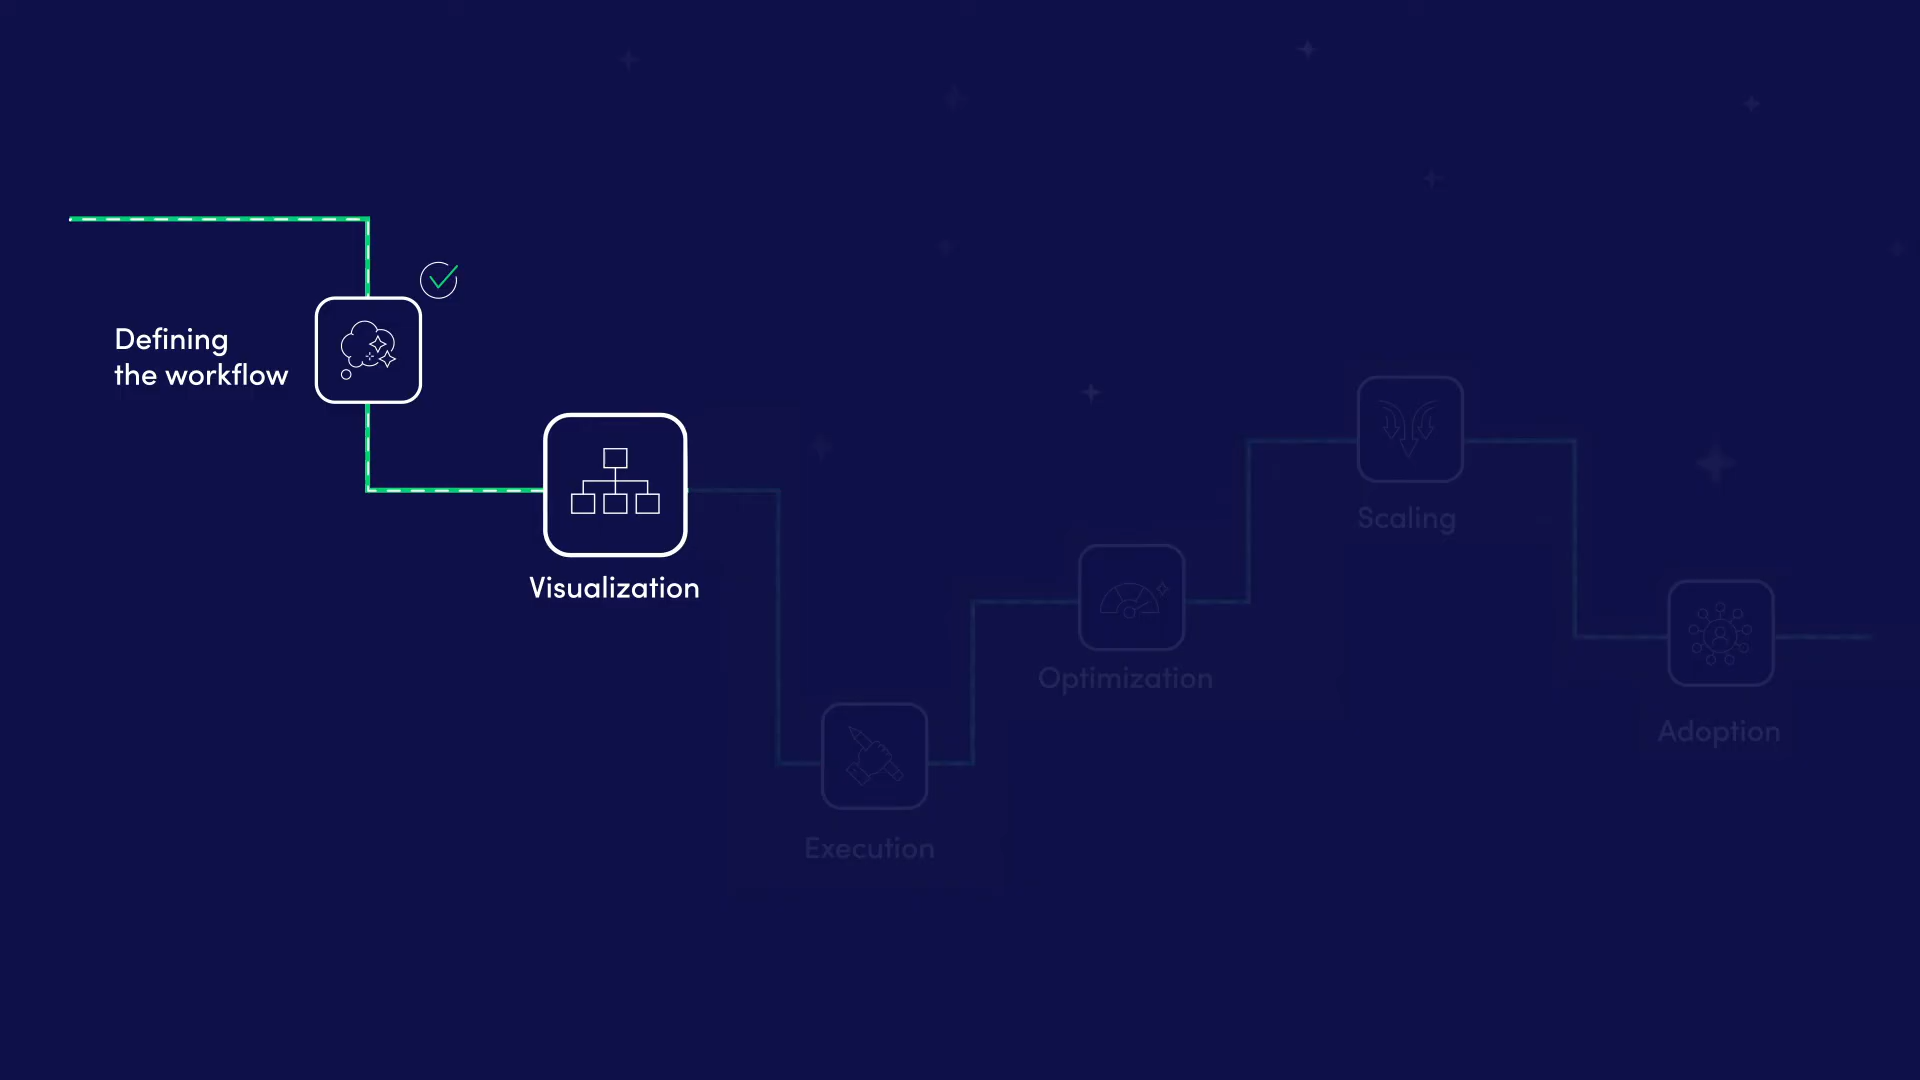 Defining
the workflow
Visualization
Execution
Optimization
Scaling
Adoption